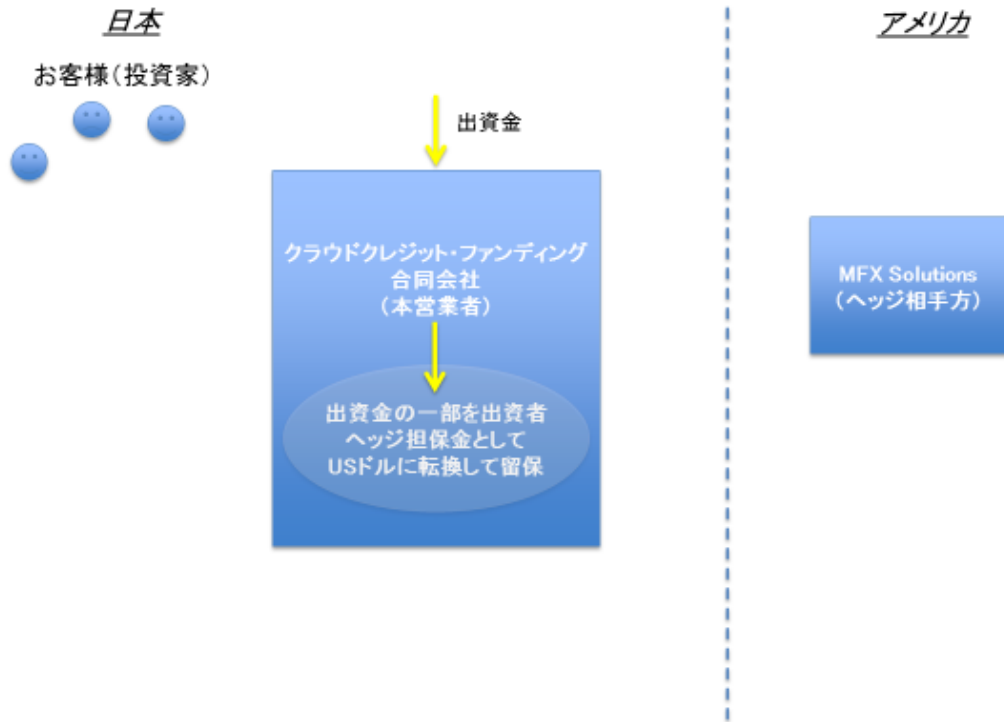 日本
アメリカ
お客様(投資家)
出資金
クラウドクレジット・ファンディング
合同会社
(本営業者)
出資金の一部を出資者
ヘッジ担保金として
USドルに転換して留保
MFX Solutions
(ヘッジ相手方)